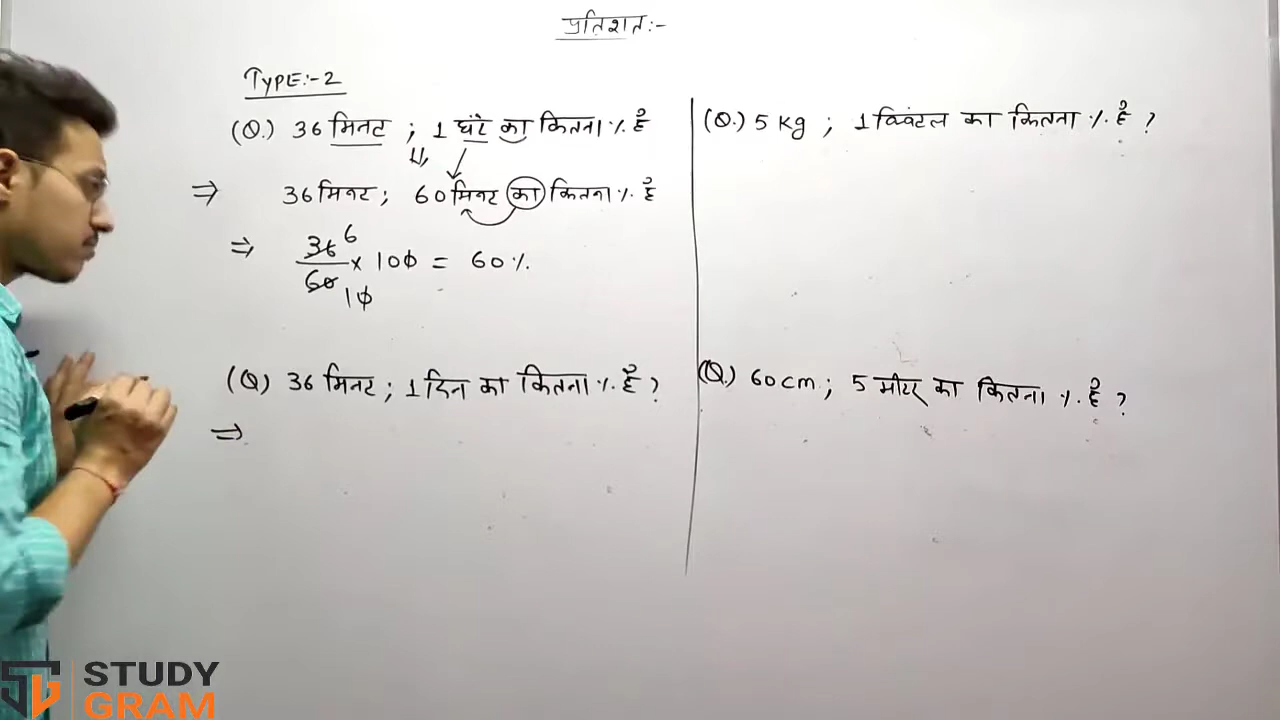 प्रतिशत:-
TYPE:-2
(Q.) 36 मिनट ; 1 घंटे का कितना % है
⇒ 36 मिनट ; 60 मिनट का कितना % है
⇒ 36/60 × 100 = 60 %.
6
10
(Q) 36 मिनट ; 1 दिन का कितना % है ?
⇒
(Q.) 5 Kg ; 1 क्विंटल का कितना % है ?
(Q.) 60 cm ; 5 मीटर का कितना % है ?
STUDY
GRAM